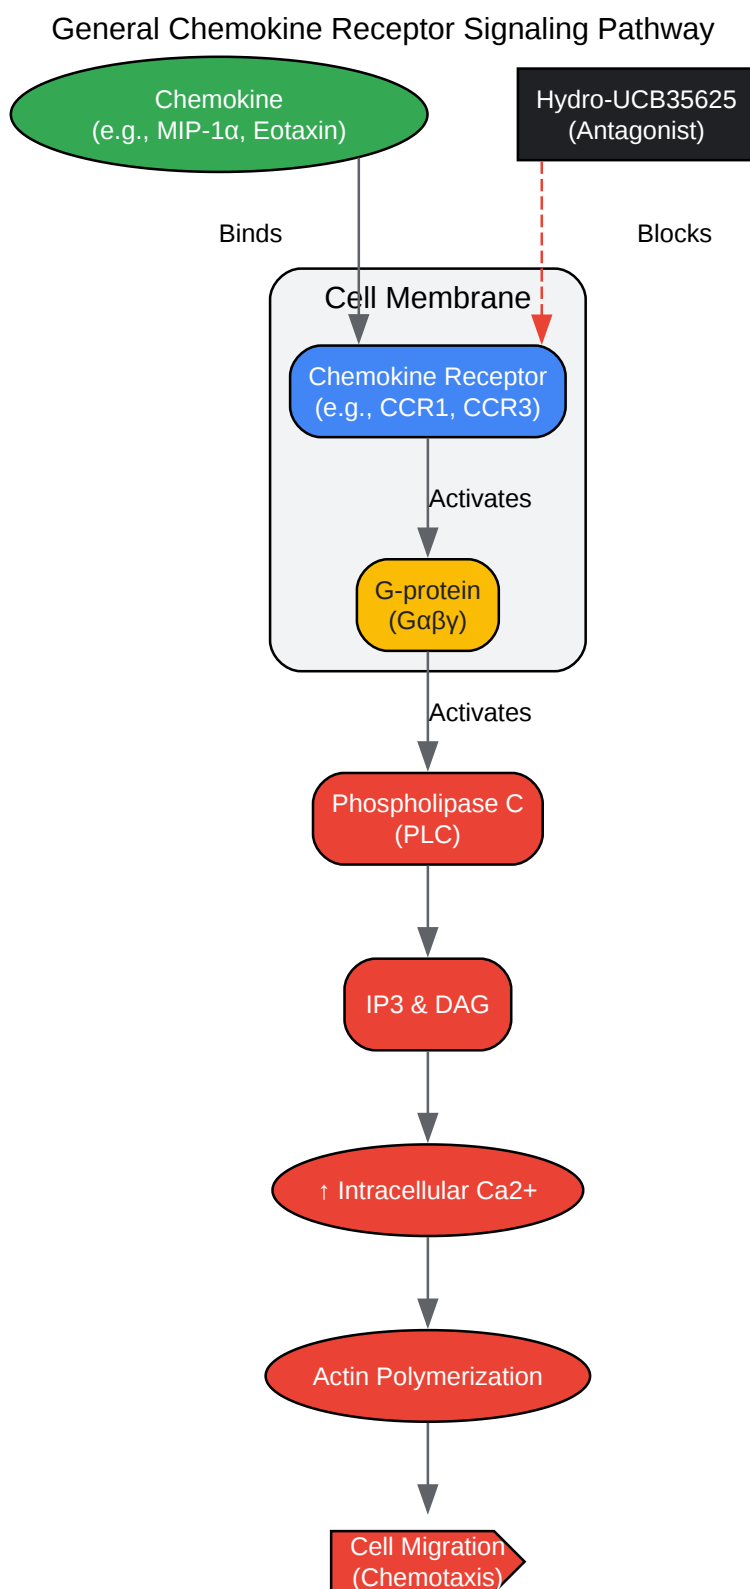 General Chemokine Receptor Signaling Pathway
Chemokine
(e.g., MIP-1α, Eotaxin)
Hydro-UCB35625
(Antagonist)
Binds
Blocks
Cell Membrane
Chemokine Receptor
(e.g., CCR1, CCR3)
Activates
G-protein
(Gαβγ)
Activates
Phospholipase C
(PLC)
IP3 & DAG
↑ Intracellular Ca2+
Actin Polymerization
Cell Migration
(Chemotaxis)